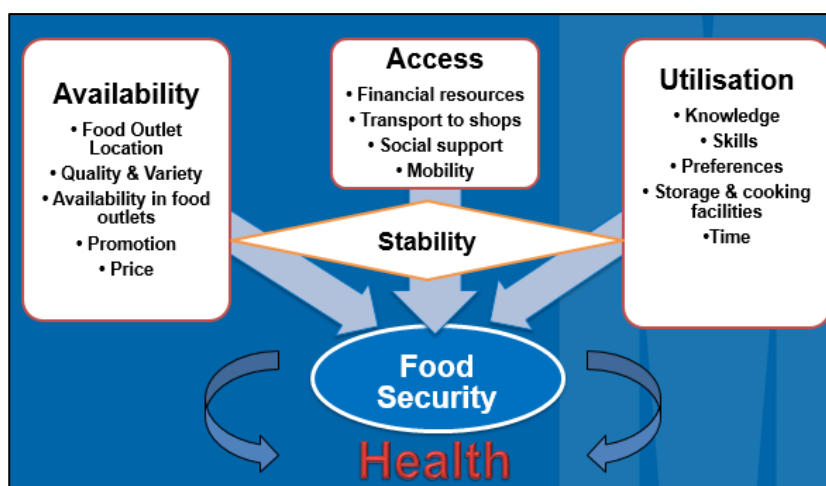 Availability
• Food Outlet
Location
• Quality & Variety
• Availability in food
outlets
• Promotion
• Price
Access
• Financial resources
• Transport to shops
• Social support
• Mobility
Utilisation
• Knowledge
• Skills
• Preferences
• Storage & cooking
facilities
•Time
Stability
Food
Security
Health